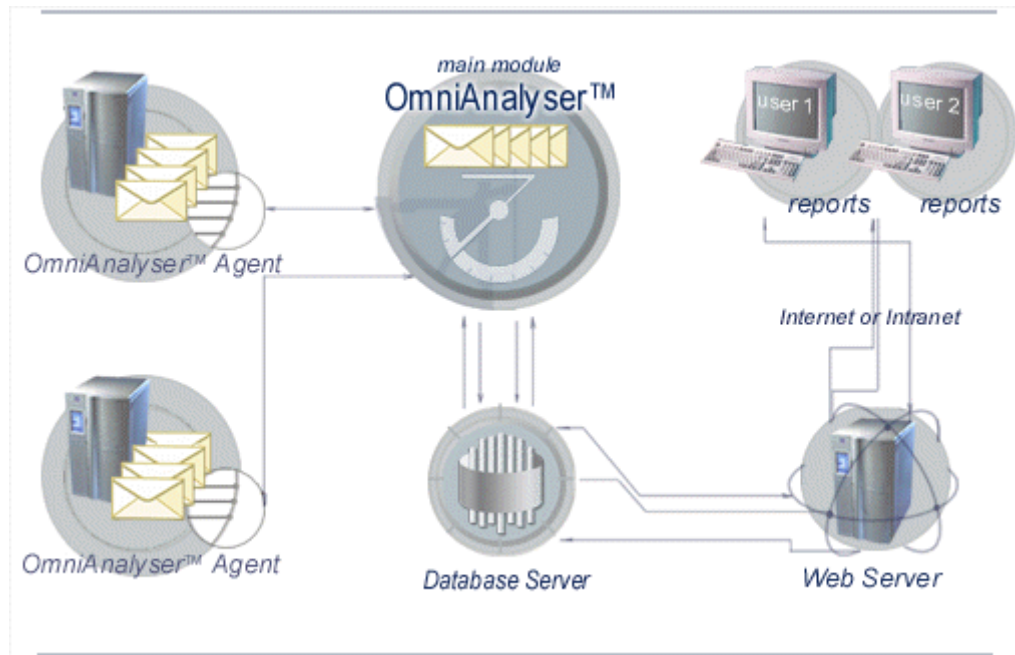 main module
OmniAnalyser™
user 1
user 2
reports
reports
OmniAnalyser™ Agent
Internet or Intranet
OmniAnalyser™ Agent
Database Server
Web Server